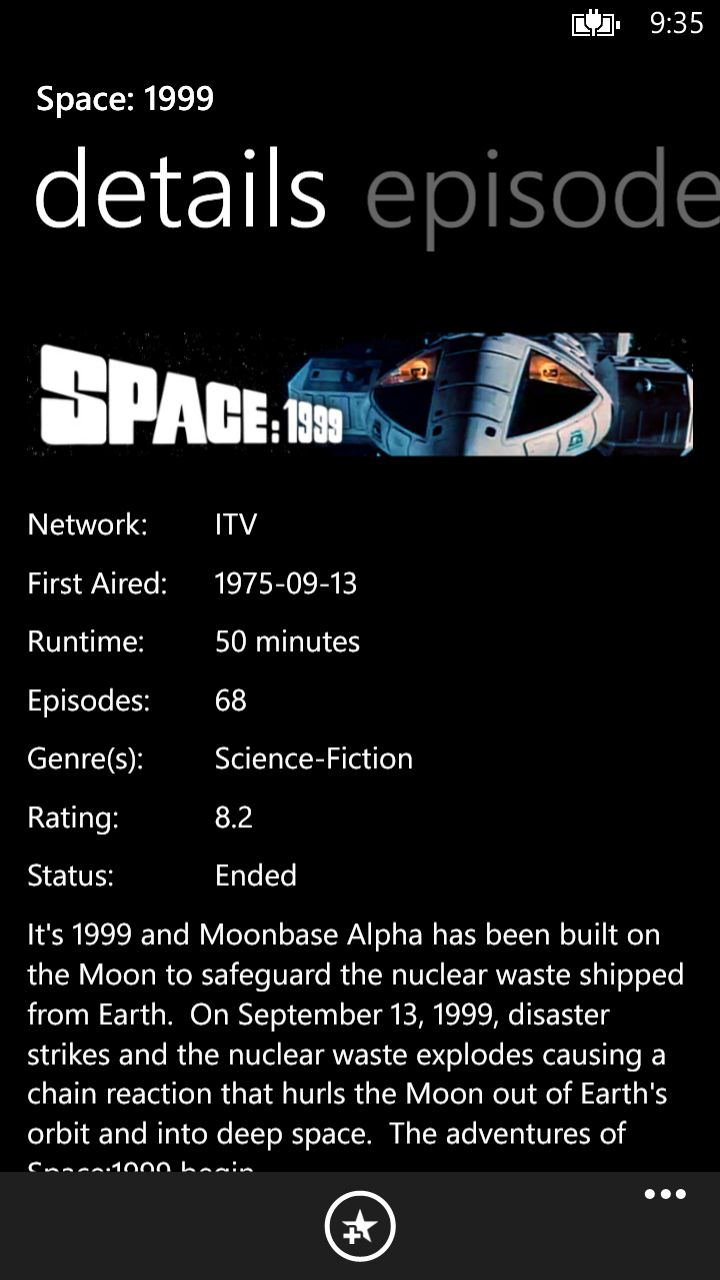 9:35
Space: 1999
details episode
SPACE: 1999
Network: ITV
First Aired: 1975-09-13
Runtime: 50 minutes
Episodes: 68
Genre(s): Science-Fiction
Rating: 8.2
Status: Ended
It's 1999 and Moonbase Alpha has been built on
the Moon to safeguard the nuclear waste shipped
from Earth.  On September 13, 1999, disaster
strikes and the nuclear waste explodes causing a
chain reaction that hurls the Moon out of Earth's
orbit and into deep space.  The adventures of
Space:1999 begin